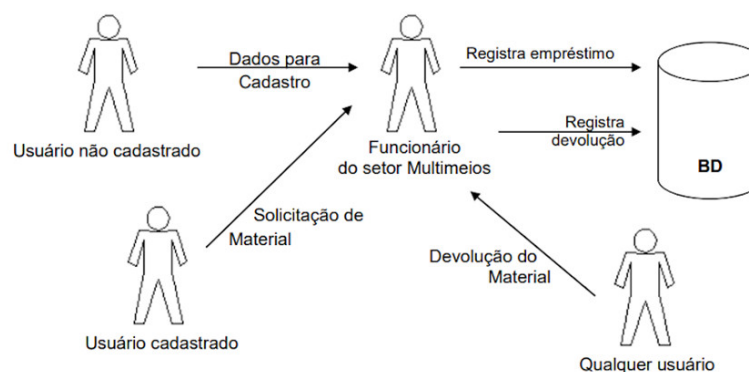 Dados para
Cadastro
Registra empréstimo
Registra
devolução
BD
Usuário não cadastrado
Funcionário
do setor Multimeios
Solicitação de
Material
Devolução do
Material
Usuário cadastrado
Qualquer usuário